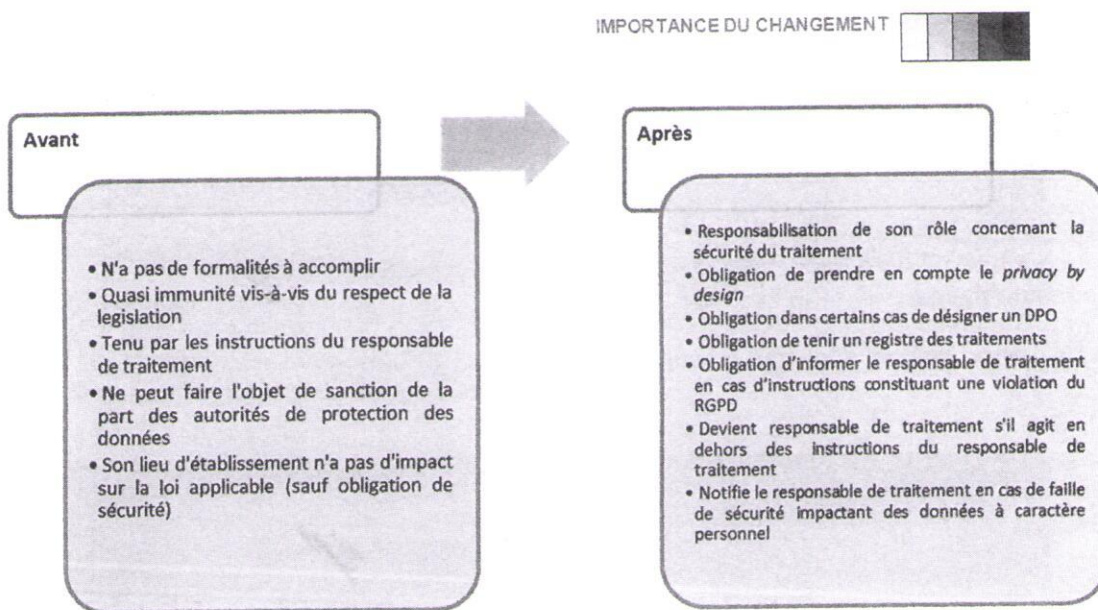 IMPORTANCE DU CHANGEMENT
Avant
• N'a pas de formalités à accomplir
• Quasi immunité vis-à-vis du respect de la
legislation
• Tenu par les instructions du responsable
de traitement
• Ne peut faire l'objet de sanction de la
part des autorités de protection des
données
• Son lieu d'établissement n'a pas d'impact
sur la loi applicable (sauf obligation de
sécurité)
Après
• Responsabilisation de son rôle concernant la
sécurité du traitement
• Obligation de prendre en compte le privacy by
design
• Obligation dans certains cas de désigner un DPO
• Obligation de tenir un registre des traitements
• Obligation d'informer le responsable de traitement
en cas d'instructions constituant une violation du
RGPD
• Devient responsable de traitement s'il agit en
dehors des instructions du responsable de
traitement
• Notifie le responsable de traitement en cas de faille
de sécurité impactant des données à caractère
personnel